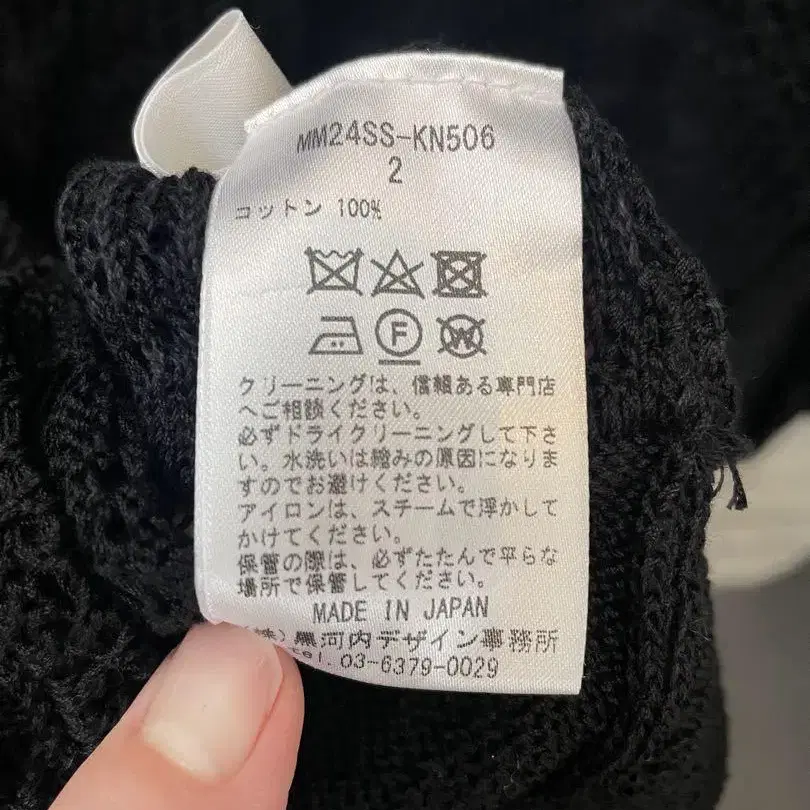 MM24SS-KN506
2
コットン 100%
F
W
クリーニングは、信頼ある専門店
へご相談ください。
必ずドライクリーニングして下さ
い。水洗いは縮みの原因になりま
すのでお避けください。
アイロンは、スチームで浮かして
かけてください。
保管の際は、必ずたたんで平らな
場所で保管してください。
MADE IN JAPAN
(株)黒河内デザイン事務所
tel. 03-6379-0029